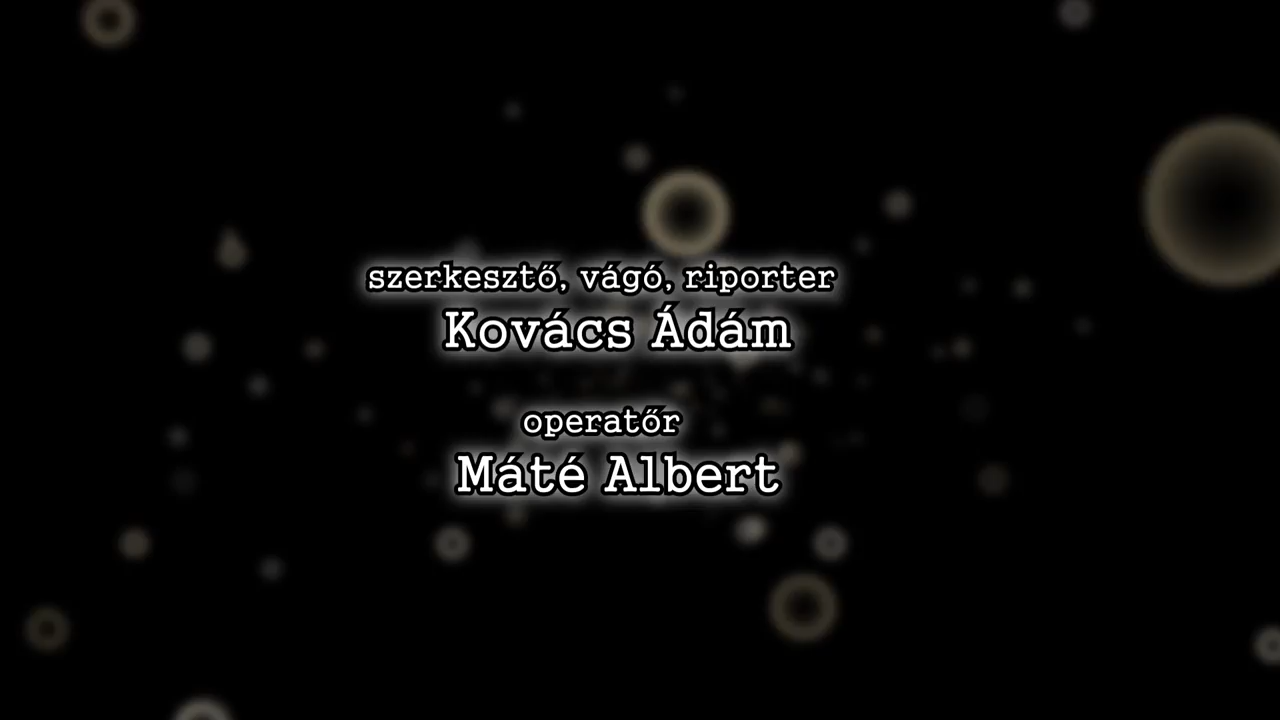 szerkesztő, vágó, riporter
Kovács Ádám
operatőr
Máté Albert